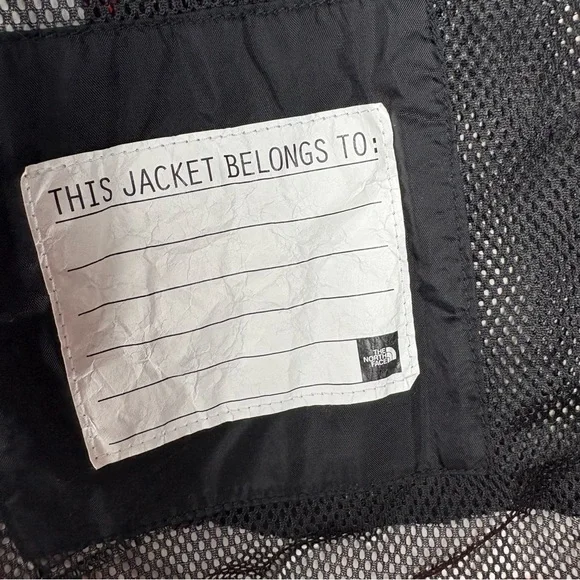 THIS JACKET BELONGS TO:
THE
NORTH
FACE